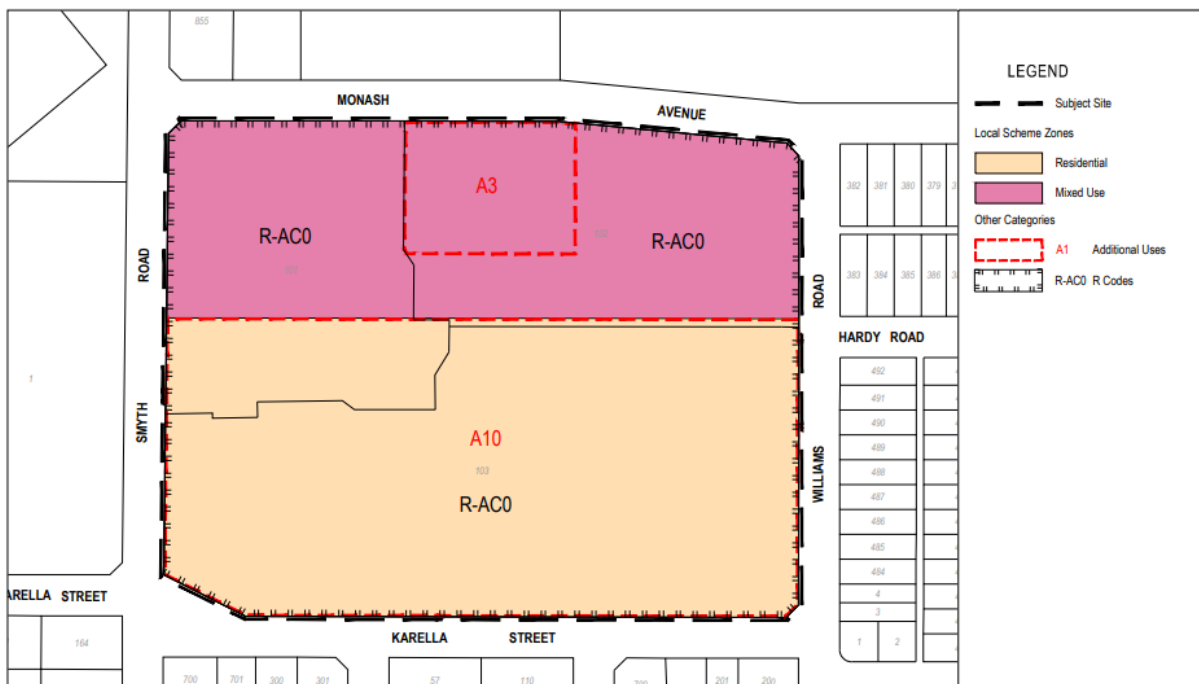 855
MONASH
AVENUE
LEGEND
Subject Site
Local Scheme Zones
Residential
Mixed Use
Other Categories
A1 Additional Uses
R-AC0 R Codes
382 381 380 379
A3
R-AC0
R-AC0
ROAD
ROAD
383 384 385 386
HARDY ROAD
1
492
491
490
489
488
487
486
485
484
4
3
1 2
SMYTH
WILLIAMS
A10
103
R-AC0
ARELLA STREET
KARELLA STREET
164
700 701 300 301 57 110 201 200